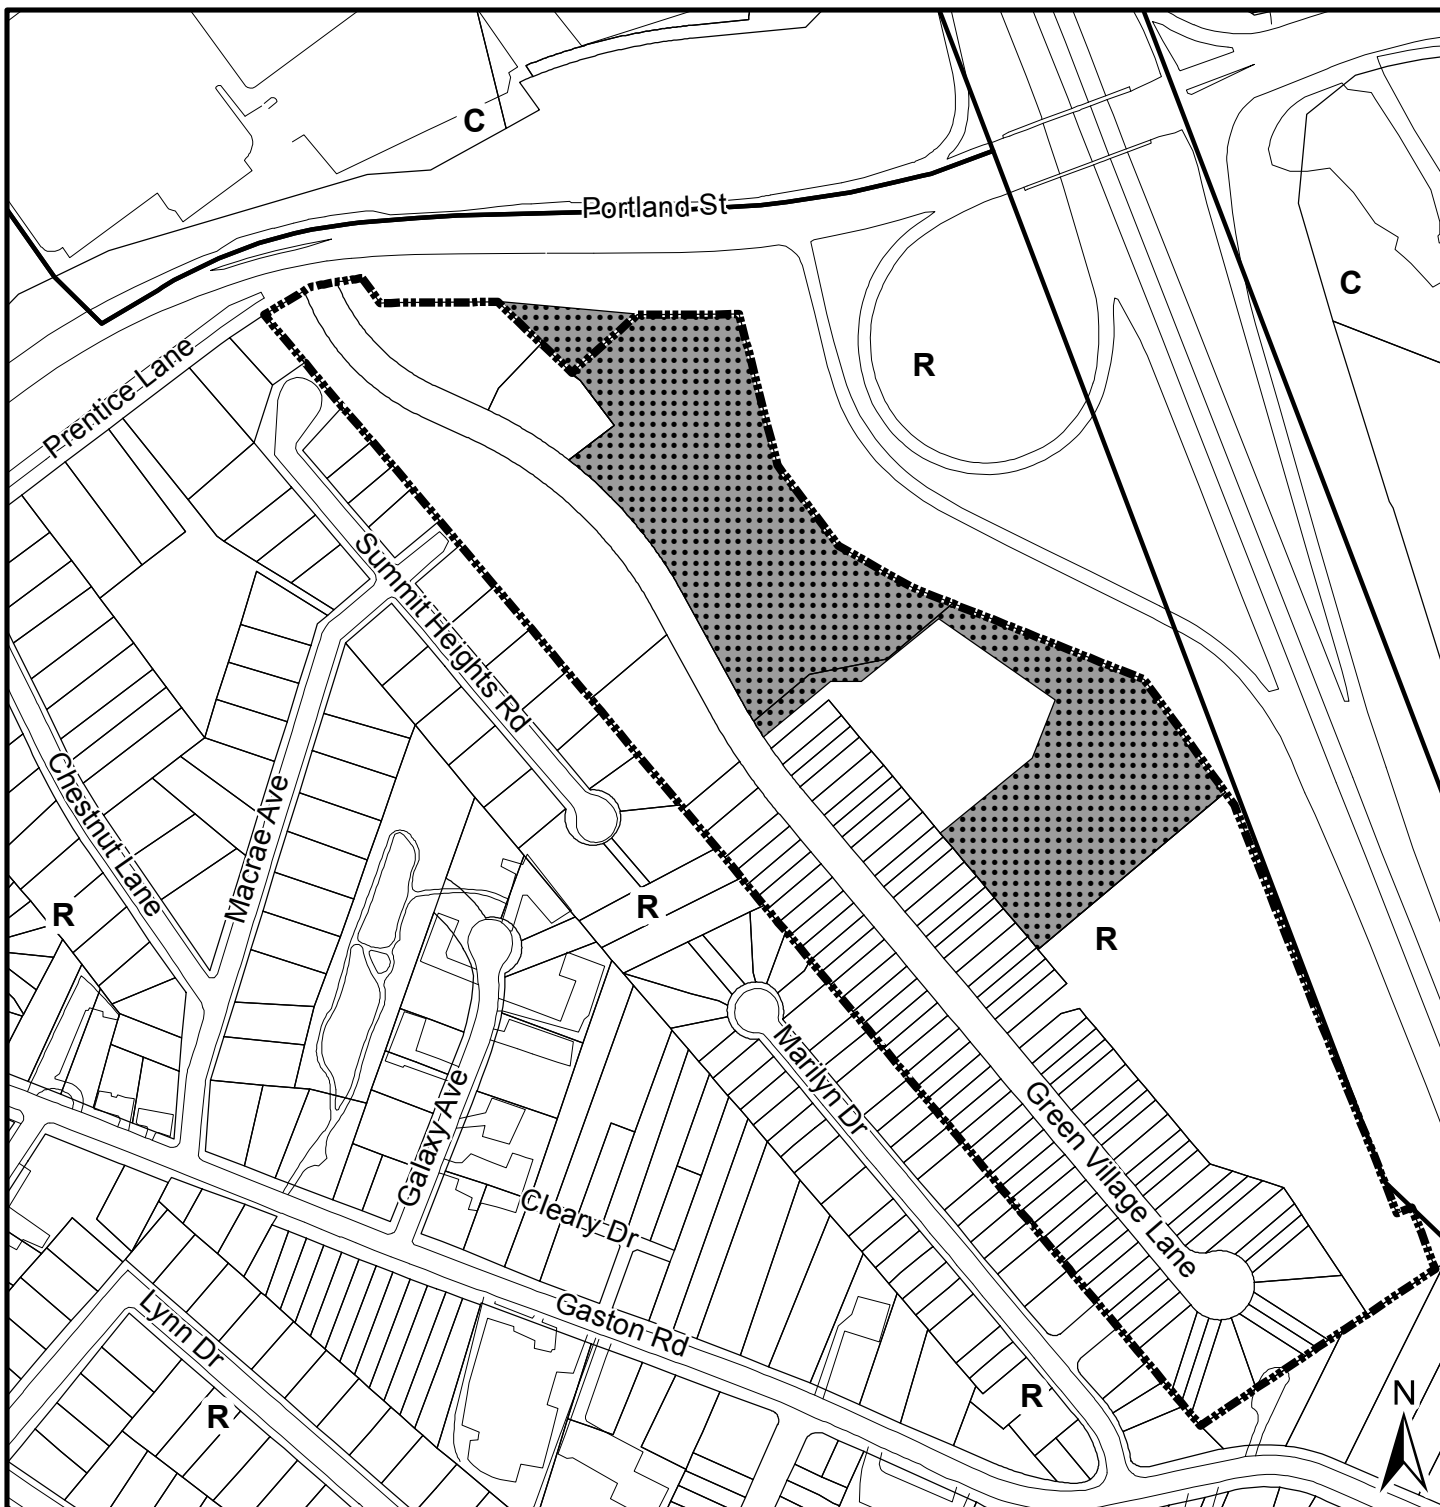 C
Portland St
C
R
Prentice Lane
Summit Heights Rd
Chestnut Lane
Macrae Ave
R
R
R
Marilyn Dr
Green Village Lane
Galaxy Ave
Cleary Dr
Gaston Rd
Lynn Dr
R
R
N